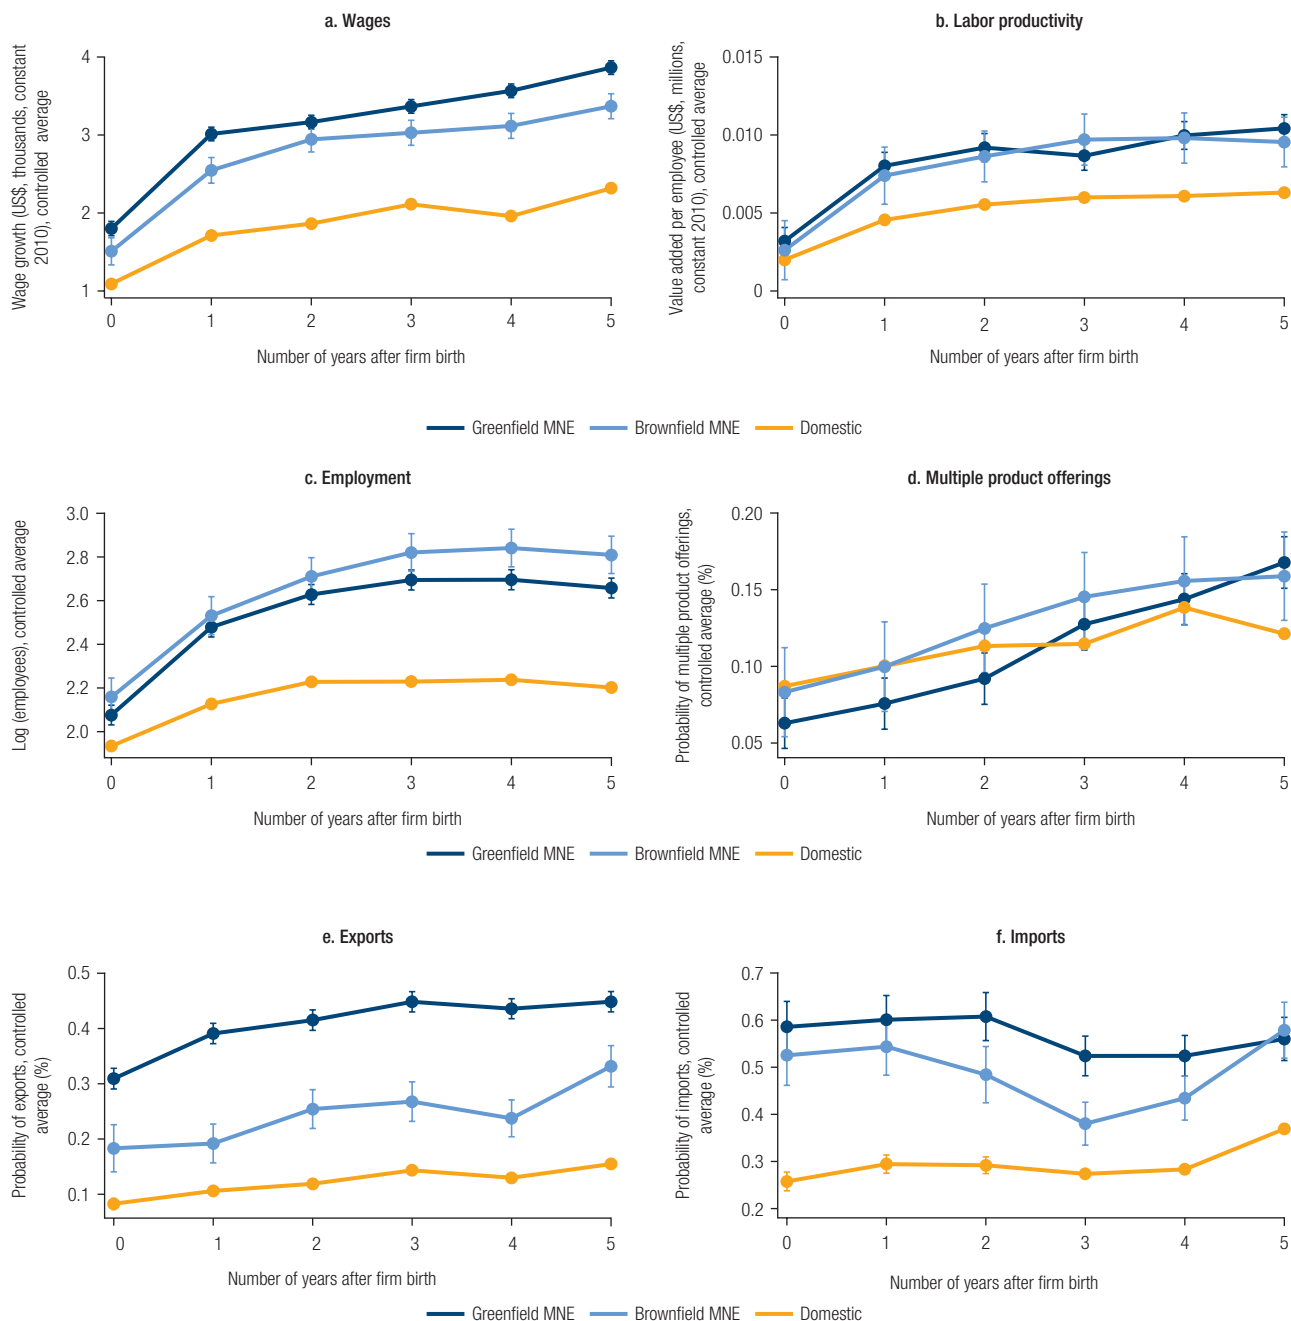 a. Wages
Wage growth (US$, thousands, constant
2010), controlled average
4
3
2
1
0 1 2 3 4 5
Number of years after firm birth
b. Labor productivity
Value added per employee (US$, millions,
constant 2010), controlled average
0.015
0.010
0.005
0
0 1 2 3 4 5
Number of years after firm birth
Greenfield MNE Brownfield MNE Domestic
c. Employment
Log (employees), controlled average
3.0
2.8
2.6
2.4
2.2
2.0
0 1 2 3 4 5
Number of years after firm birth
d. Multiple product offerings
Probability of multiple product offerings,
controlled average (%)
0.20
0.15
0.10
0.05
0 1 2 3 4 5
Number of years after firm birth
Greenfield MNE Brownfield MNE Domestic
e. Exports
Probability of exports, controlled
average (%)
0.5
0.4
0.3
0.2
0.1
0 1 2 3 4 5
Number of years after firm birth
f. Imports
Probability of imports, controlled
average (%)
0.7
0.6
0.5
0.4
0.3
0.2
0 1 2 3 4 5
Number of years after firm birth
Greenfield MNE Brownfield MNE Domestic